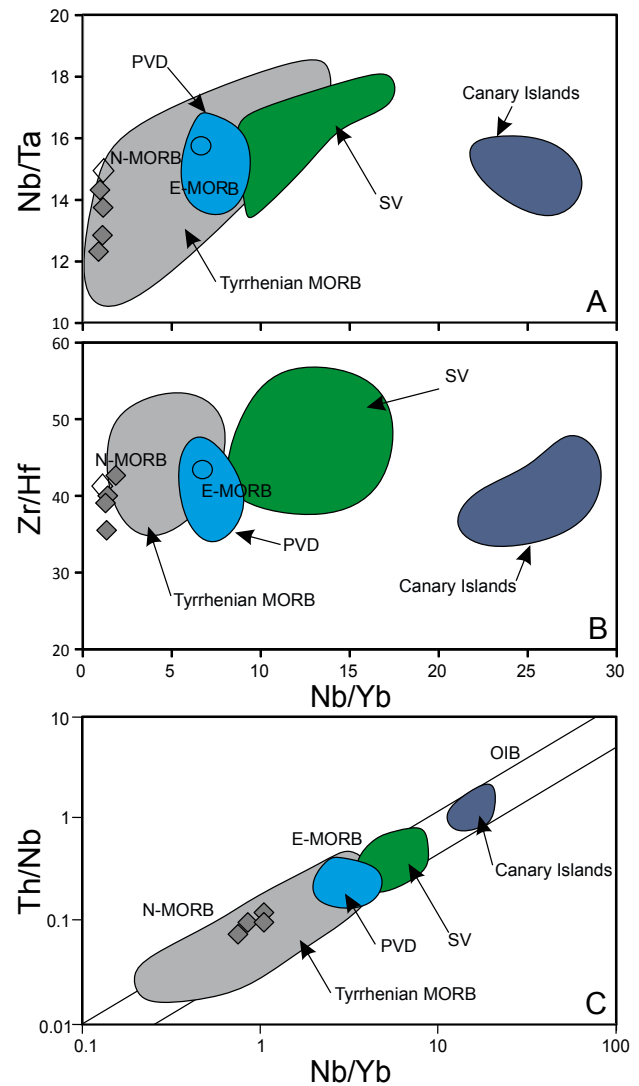 20
18
16
14
12
10
Nb/Ta
PVD
N-MORB
E-MORB
Canary Islands
SV
Tyrrhenian MORB
A
60
50
40
30
20
Zr/Hf
SV
N-MORB
E-MORB
PVD
Tyrrhenian MORB
Canary Islands
B
0 5 10 15 20 25 30
Nb/Yb
10
1
0.1
0.01
Th/Nb
OIB
E-MORB
Canary Islands
N-MORB
SV
PVD
Tyrrhenian MORB
C
0.1 1 10 100
Nb/Yb